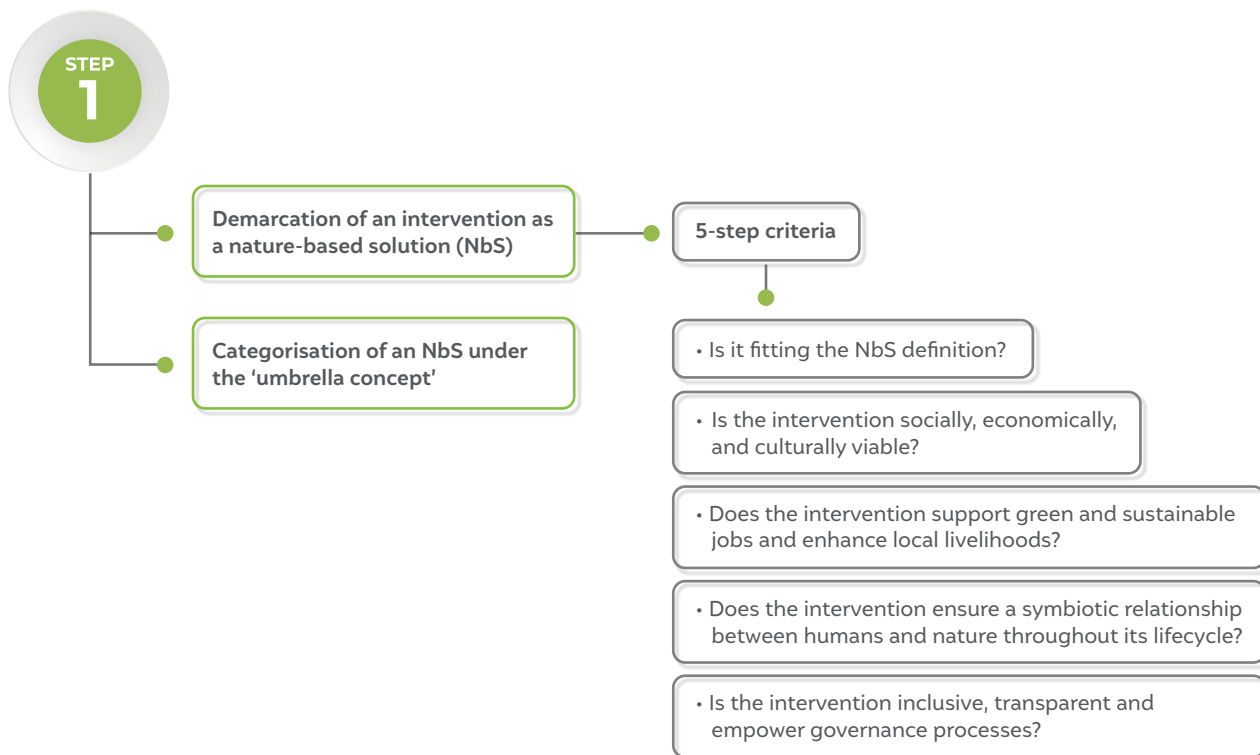 STEP
1
Demarcation of an intervention as
a nature-based solution (NbS)
5-step criteria
Categorisation of an NbS under
the ‘umbrella concept’
• Is it fitting the NbS definition?
• Is the intervention socially, economically,
and culturally viable?
• Does the intervention support green and sustainable
jobs and enhance local livelihoods?
• Does the intervention ensure a symbiotic relationship
between humans and nature throughout its lifecycle?
• Is the intervention inclusive, transparent and
empower governance processes?